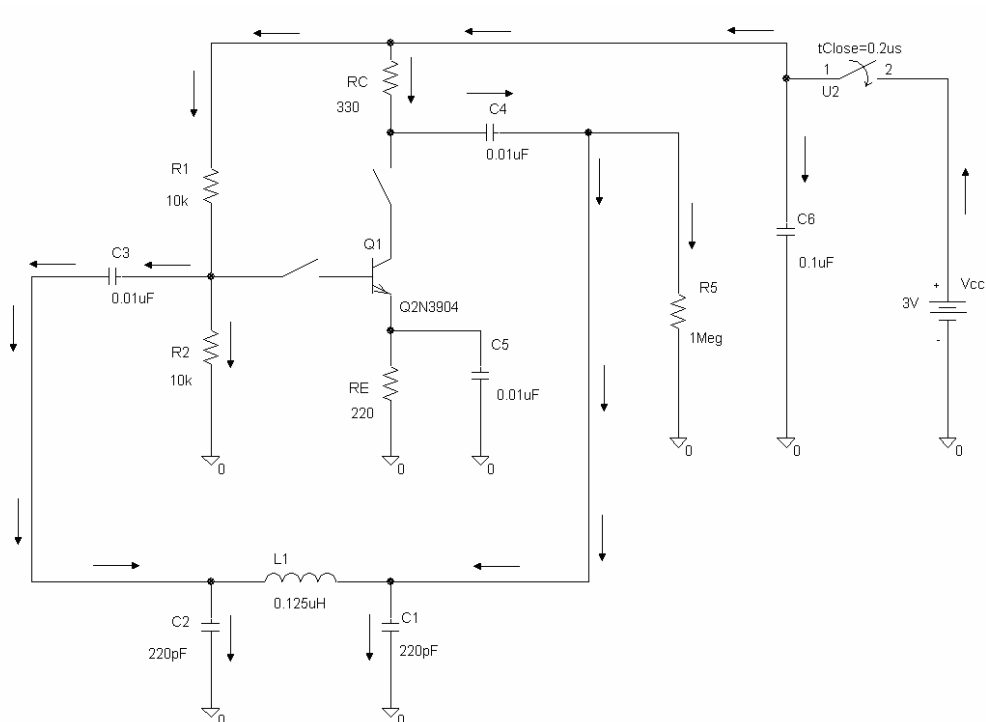 tClose=0.2us
1 2
U2
RC
330
C4
0.01uF
R1
10k
C3
0.01uF
Q1
Q2N3904
C6
0.1uF
R5
1Meg
+ Vcc
3V
-
R2
10k
C5
0.01uF
RE
220
0
0
0
0
0
0
L1
0.125uH
C2
220pF
C1
220pF
0
0